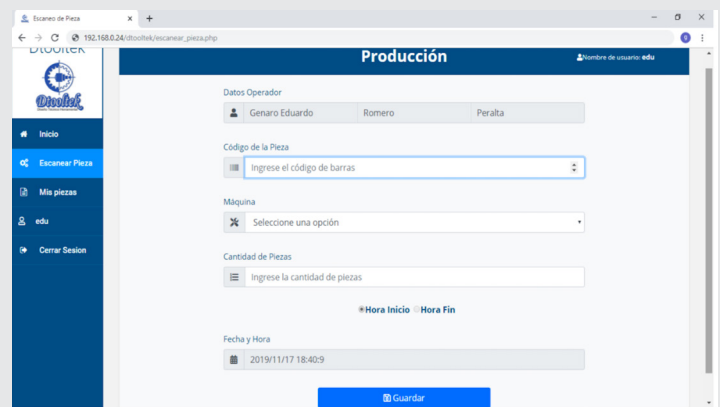 Escaneo de Pieza
192.168.0.24/dtooltek/escanear_pieza.php
g
Dtooltek
Dtooltek
Inicio
Escanear Pieza
Mis piezas
edu
Cerrar Sesion
Producción
Nombre de usuario: edu
Datos Operador
Genaro Eduardo Romero Peralta
Código de la Pieza
Ingrese el código de barras
Máquina
Seleccione una opción
Cantidad de Piezas
Ingrese la cantidad de piezas
Hora Inicio Hora Fin
Fecha y Hora
2019/11/17 18:40:9
Guardar